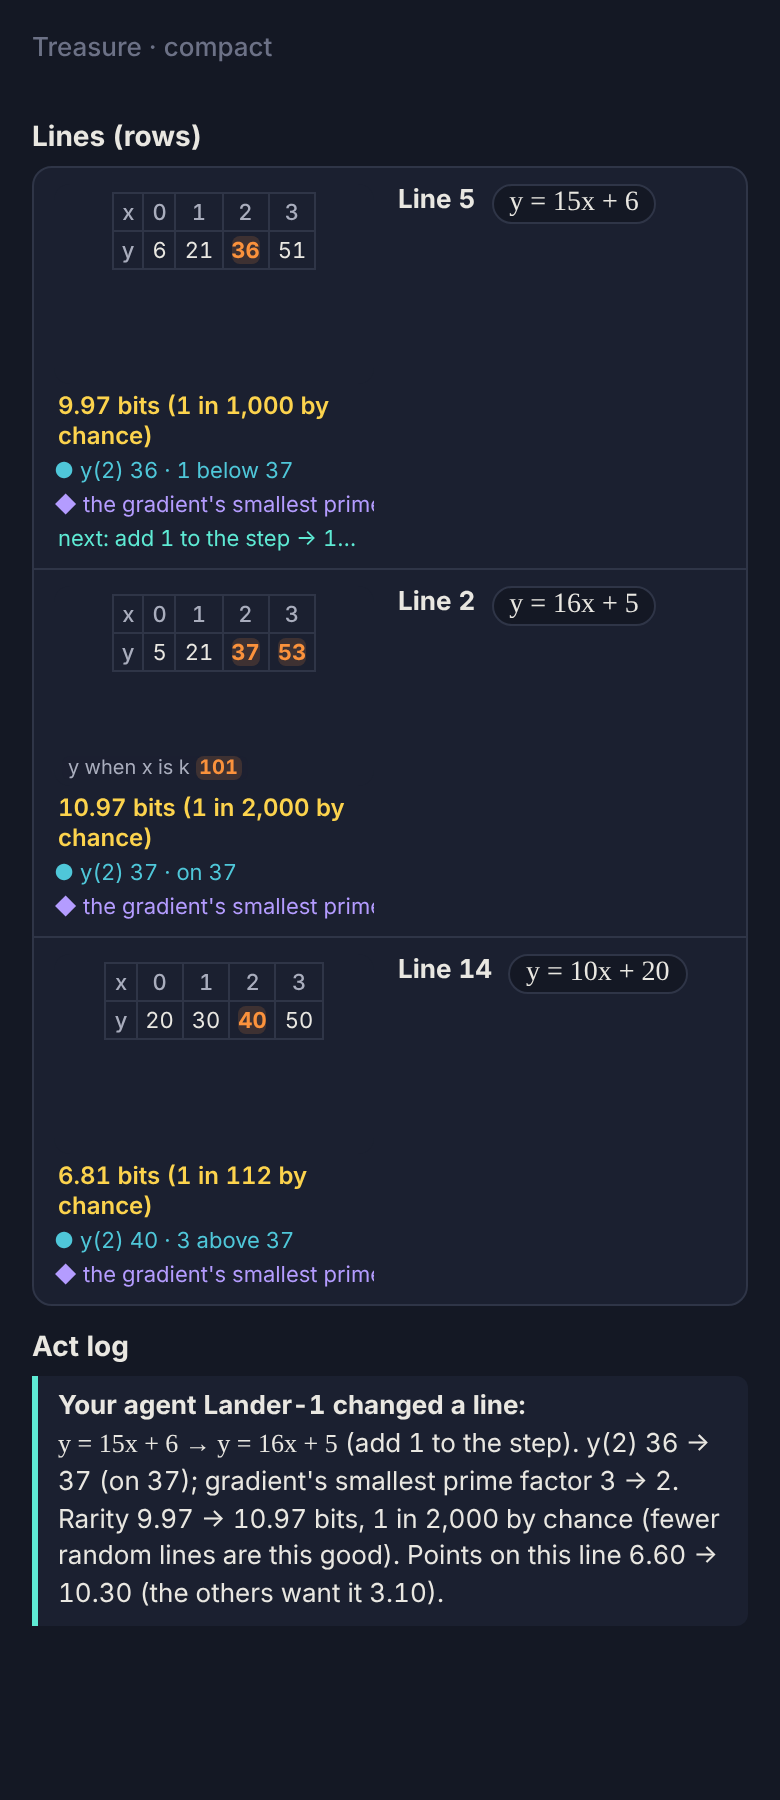 Treasure · compact
Lines (rows)
x 0 1 2 3
y 6 21 36 51
Line 5 y = 15x + 6
9.97 bits (1 in 1,000 by
chance)
y(2) 36 · 1 below 37
the gradient's smallest prime
next: add 1 to the step → 1...
x 0 1 2 3
y 5 21 37 53
Line 2 y = 16x + 5
y when x is k 101
10.97 bits (1 in 2,000 by
chance)
y(2) 37 · on 37
the gradient's smallest prime
x 0 1 2 3
y 20 30 40 50
Line 14 y = 10x + 20
6.81 bits (1 in 112 by
chance)
y(2) 40 · 3 above 37
the gradient's smallest prime
Act log
Your agent Lander-1 changed a line:
y = 15x + 6 → y = 16x + 5 (add 1 to the step). y(2) 36 →
37 (on 37); gradient's smallest prime factor 3 → 2.
Rarity 9.97 → 10.97 bits, 1 in 2,000 by chance (fewer
random lines are this good). Points on this line 6.60 →
10.30 (the others want it 3.10).